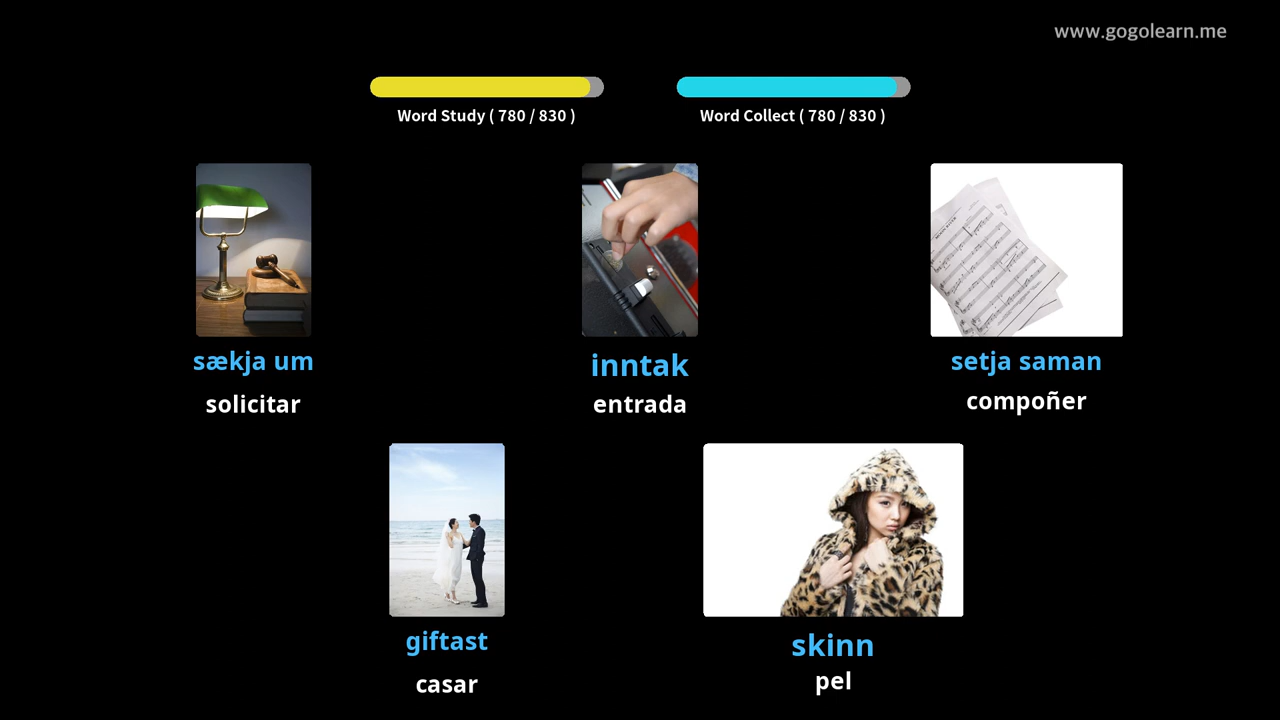 www.gogolearn.me
Word Study ( 780 / 830 )
Word Collect ( 780 / 830 )
sækja um
inntak
setja saman
solicitar
entrada
compoñer
giftast
skinn
casar
pel